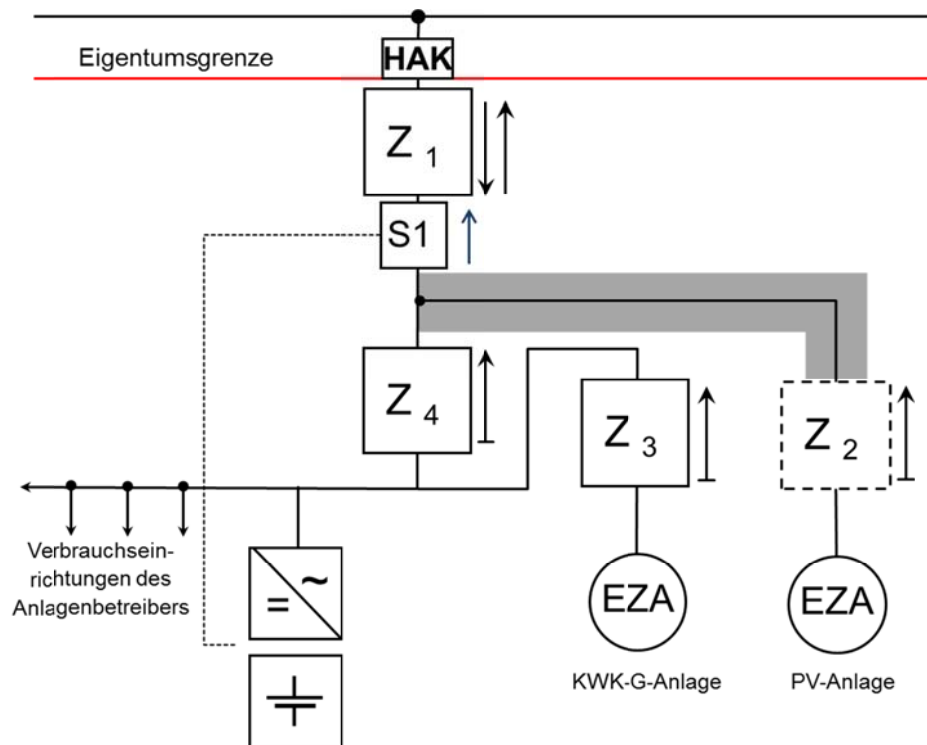 Eigentumsgrenze
HAK
Z 1
S1
Z 4
Z 3
Z 2
Verbrauchsein-
richtungen des
Anlagenbetreibers
= ~
EZA
EZA
KWK-G-Anlage
PV-Anlage